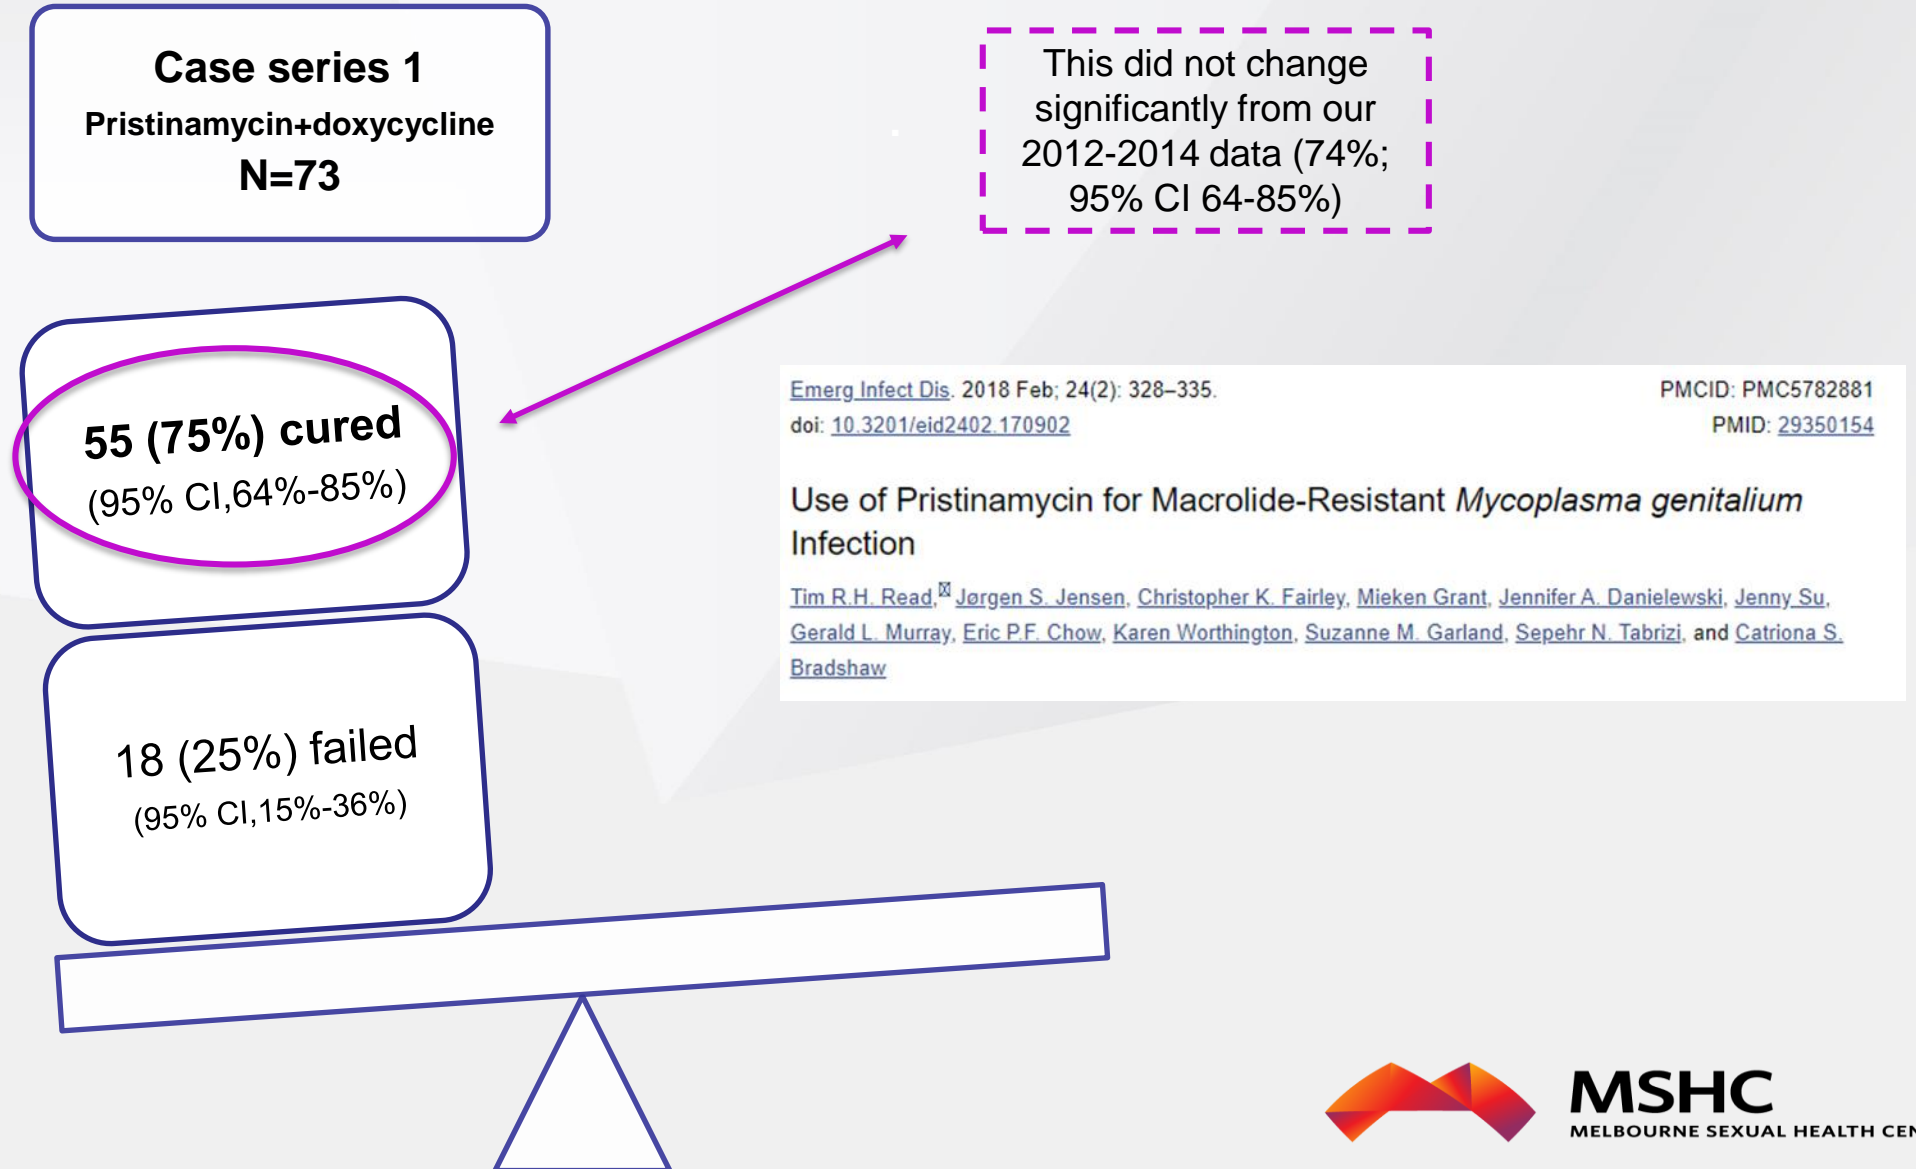 Case series 1
Pristinamycin+doxycycline
N=73
This did not change
significantly from our
2012-2014 data (74%;
95% CI 64-85%)
55 (75%) cured
(95% CI,64%-85%)
18 (25%) failed
(95% CI,15%-36%)
Emerg Infect Dis. 2018 Feb; 24(2): 328–335.
PMCID: PMC5782881
doi: 10.3201/eid2402.170902
PMID: 29350154
Use of Pristinamycin for Macrolide-Resistant Mycoplasma genitalium
Infection
Tim R.H. Read, Jørgen S. Jensen, Christopher K. Fairley, Mieken Grant, Jennifer A. Danielewski, Jenny Su,
Gerald L. Murray, Eric P.F. Chow, Karen Worthington, Suzanne M. Garland, Sepehr N. Tabrizi, and Catriona S.
Bradshaw
MSHC
MELBOURNE SEXUAL HEALTH CEN